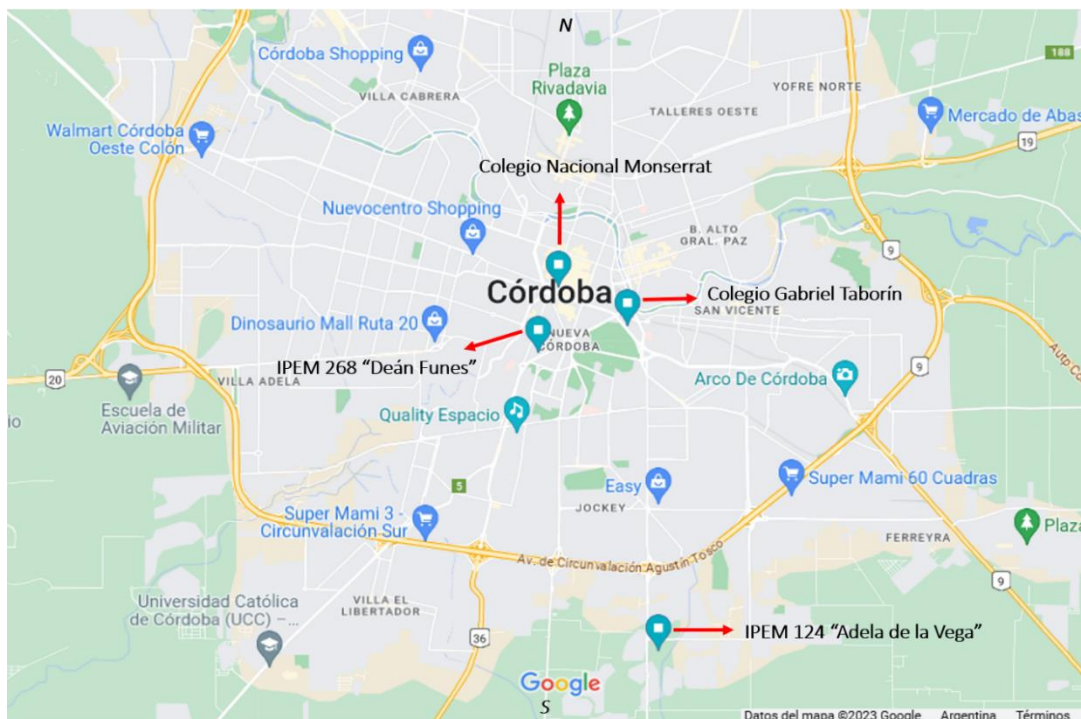 N
Córdoba Shopping
Plaza
Rivadavia
188
VILLA CABRERA
YOFRE NORTE
TALLERES OESTE
Walmart Córdoba
Oeste Colón
Mercado de Abas
19
Colegio Nacional Monserrat
Nuevocentro Shopping
B. ALTO
GRAL. PAZ
9
Córdoba
Colegio Gabriel Taborín
SAN VICENTE
Dinosaurio Mall Ruta 20
NUEVA
CÓRDOBA
IPEM 268 “Deán Funes”
20
VILLA ADELA
Arco De Córdoba
Autp Co
Escuela de
Aviación Militar
io
Quality Espacio
9
5
Easy
Super Mami 60 Cuadras
JOCKEY
Super Mami 3 -
Circunvalación Sur
Plaza
FERREYRA
Av. de Circunvalación Agustín Tosco
9
VILLA EL
LIBERTADOR
Universidad Católica
de Córdoba (UCC) – ...
36
IPEM 124 “Adela de la Vega”
Google
S
Datos del mapa ©2023 Google Argentina Términos